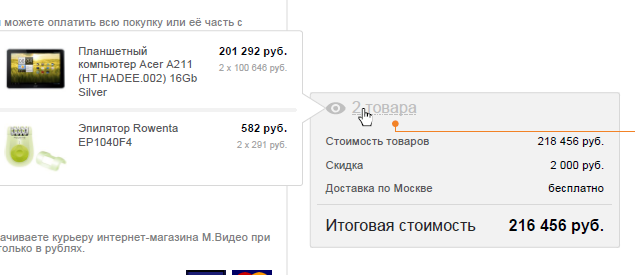 можете оплатить всю покупку или её часть с
Планшетный
компьютер Acer A211
(HT.HADEE.002) 16Gb
Silver
201 292 руб.
2 x 100 646 руб.
Эпилятор Rowenta
EP1040F4
582 руб.
2 x 291 руб.
2 товара
Стоимость товаров 218 456 руб.
Скидка 2 000 руб.
Доставка по Москве бесплатно
Итоговая стоимость 216 456 руб.
ачиваете курьеру интернет-магазина М.Видео при
только в рублях.